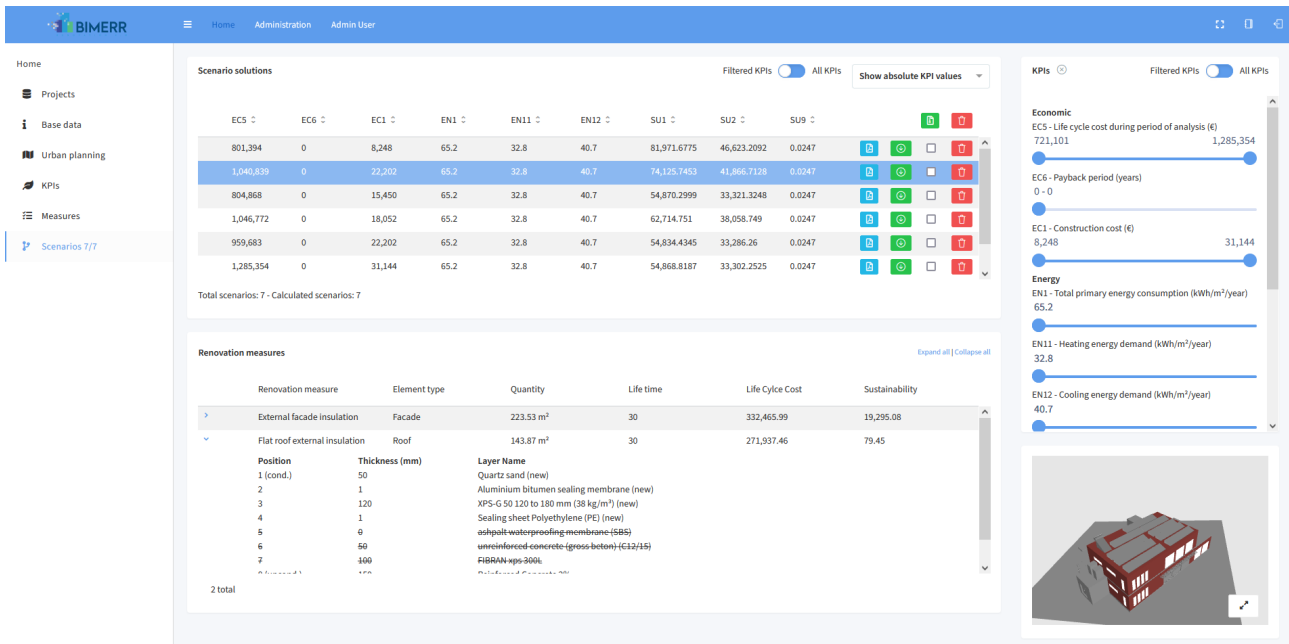 BIMERR
Home Administration Admin User
Home
Projects
Base data
Urban planning
KPIs
Measures
Scenarios 7/7
Scenario solutions
Filtered KPIs All KPIs
Show absolute KPI values
EC5 EC6 EC1 EN1 EN11 EN12 SU1 SU2 SU9
801,394 0 8,248 65.2 32.8 40.7 81,971.6775 46,623.2092 0.0247
1,040,839 0 22,202 65.2 32.8 40.7 74,125.7453 41,866.7128 0.0247
804,868 0 15,450 65.2 32.8 40.7 54,870.2999 33,321.3248 0.0247
1,046,772 0 18,052 65.2 32.8 40.7 62,714.751 38,058.749 0.0247
959,683 0 22,202 65.2 32.8 40.7 54,834.4345 33,286.26 0.0247
1,285,354 0 31,144 65.2 32.8 40.7 54,868.8187 33,302.2525 0.0247
Total scenarios: 7 - Calculated scenarios: 7
Renovation measures
Expand all | Collapse all
Renovation measure Element type Quantity Life time Life Cylce Cost Sustainability
External facade insulation Facade 223.53 m² 30 332,465.99 19,295.08
Flat roof external insulation Roof 143.87 m² 30 271,937.46 79.45
Position Thickness (mm) Layer Name
1 (cond.) 50 Quartz sand (new)
2 1 Aluminium bitumen sealing membrane (new)
3 120 XPS-G 50 120 to 180 mm (38 kg/m³) (new)
4 1 Sealing sheet Polyethylene (PE) (new)
5 0 ashpalt waterproofing membrane (SBS)
6 50 unreinforced concrete (gross beton) (C12/15)
7 100 FIBRAN xps 300L
2 total
KPIs
Filtered KPIs All KPIs
Economic
EC5 - Life cycle cost during period of analysis (€)
721,101 1,285,354
EC6 - Payback period (years)
0 - 0
EC1 - Construction cost (€)
8,248 31,144
Energy
EN1 - Total primary energy consumption (kWh/m²/year)
65.2
EN11 - Heating energy demand (kWh/m²/year)
32.8
EN12 - Cooling energy demand (kWh/m²/year)
40.7